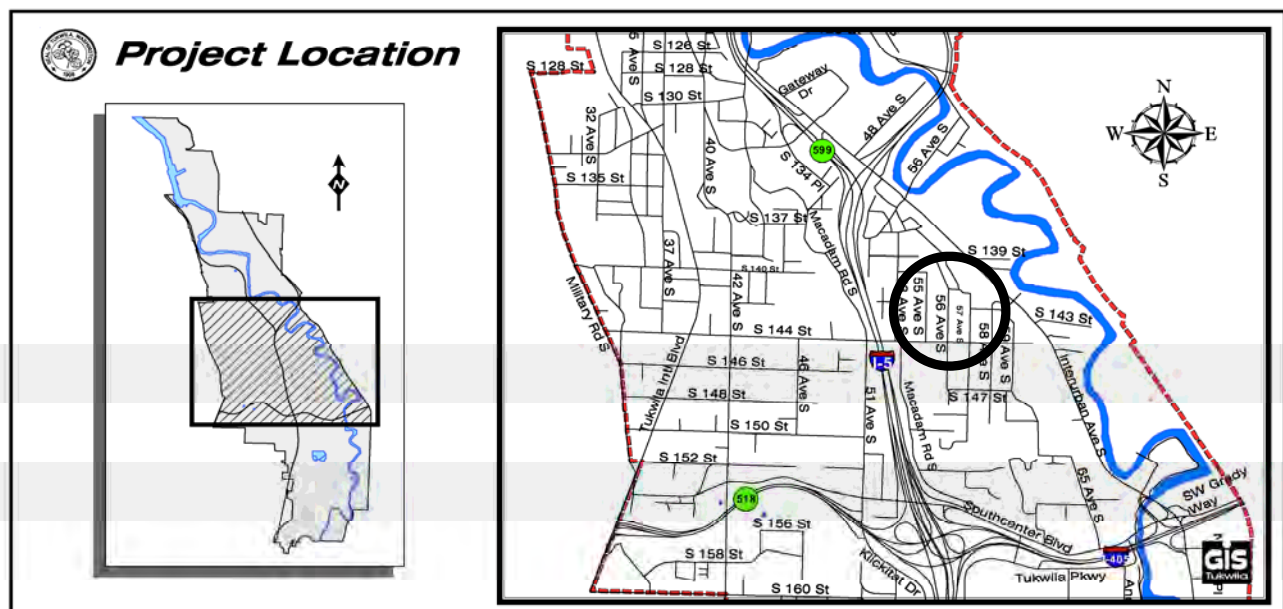 Project Location
N
S 126 St
S 128 St
S 128 St
S 130 St
Gateway
Dr
48 Ave S
56 Ave S
32 Ave S
40 Ave S
599
S 134 Pl
S 135 St
S 137 St
Macadam Rd S
37 Ave S
S 139 St
S 140 St
42 Ave S
Military Rd S
55 Ave S
56 Ave S
57 Ave S
58 Ave S
S 143 St
S 144 St
I-5
S 146 St
46 Ave S
S 147 St
S 148 St
Tukwila Intl Blvd
51 Ave S
Macadam Rd S
Interurban Ave S
S 150 St
S 152 St
65 Ave S
SW Grady
Way
518
S 156 St
Southcenter Blvd
S 158 St
Klickitat Dr
I-405
Tukwila Pkwy
S 160 St
N
W
E
S
GIS
Tukwila